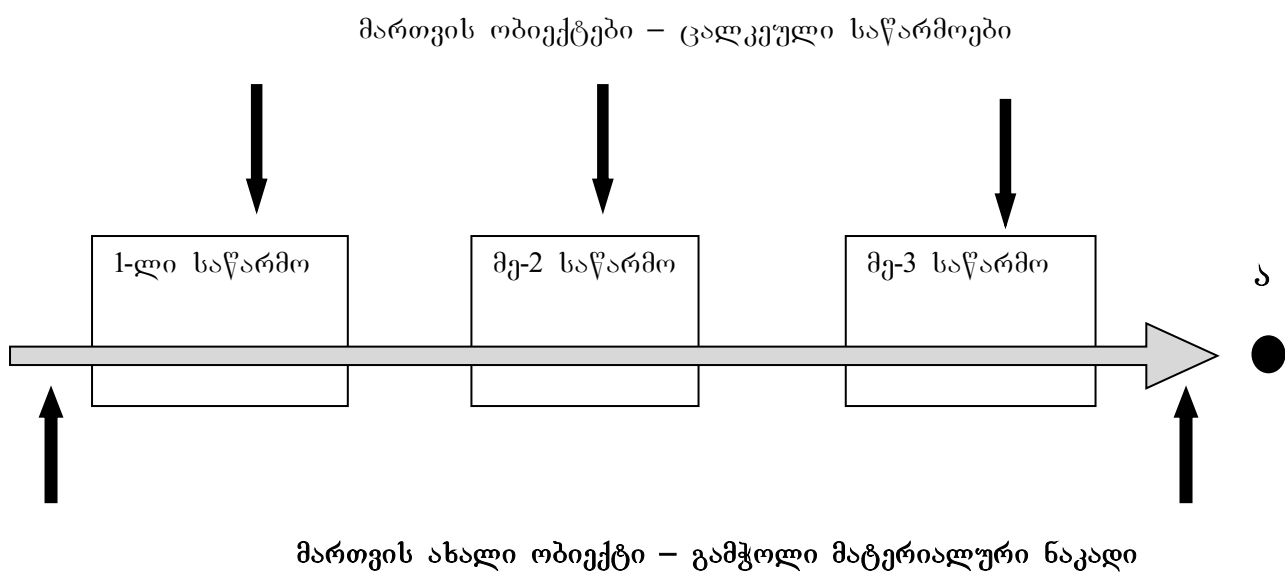 მართვის ობიექტები – ცალკეული საწარმოები
1-ლი საწარმო
მე-2 საწარმო
მე-3 საწარმო
ა
მართვის ახალი ობიექტი – გამჭოლი მატერიალური ნაკადი